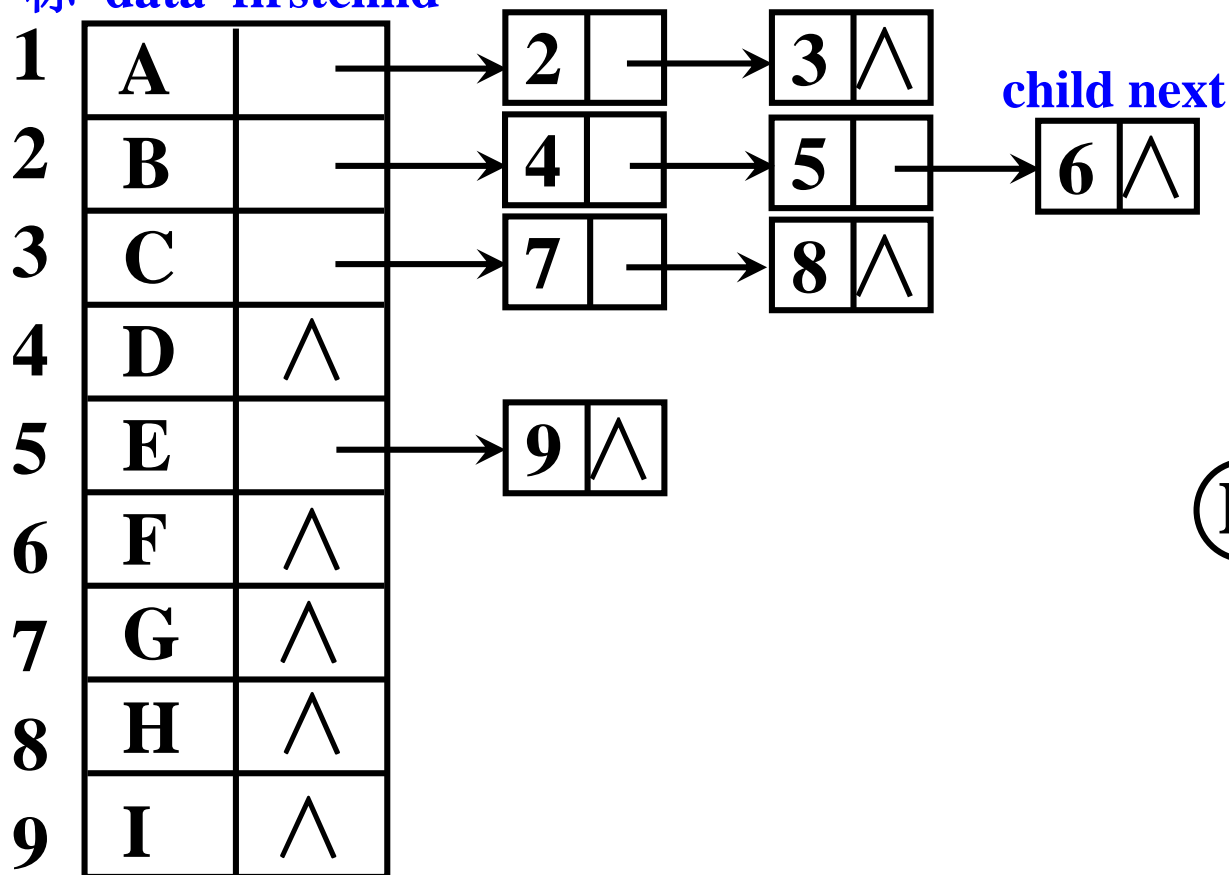 data firstchild
1 A 2 3 ∧
child next
2 B 4 5 6 ∧
3 C 7 8 ∧
4 D ∧
5 E 9 ∧
6 F ∧
7 G ∧
8 H ∧
9 I ∧